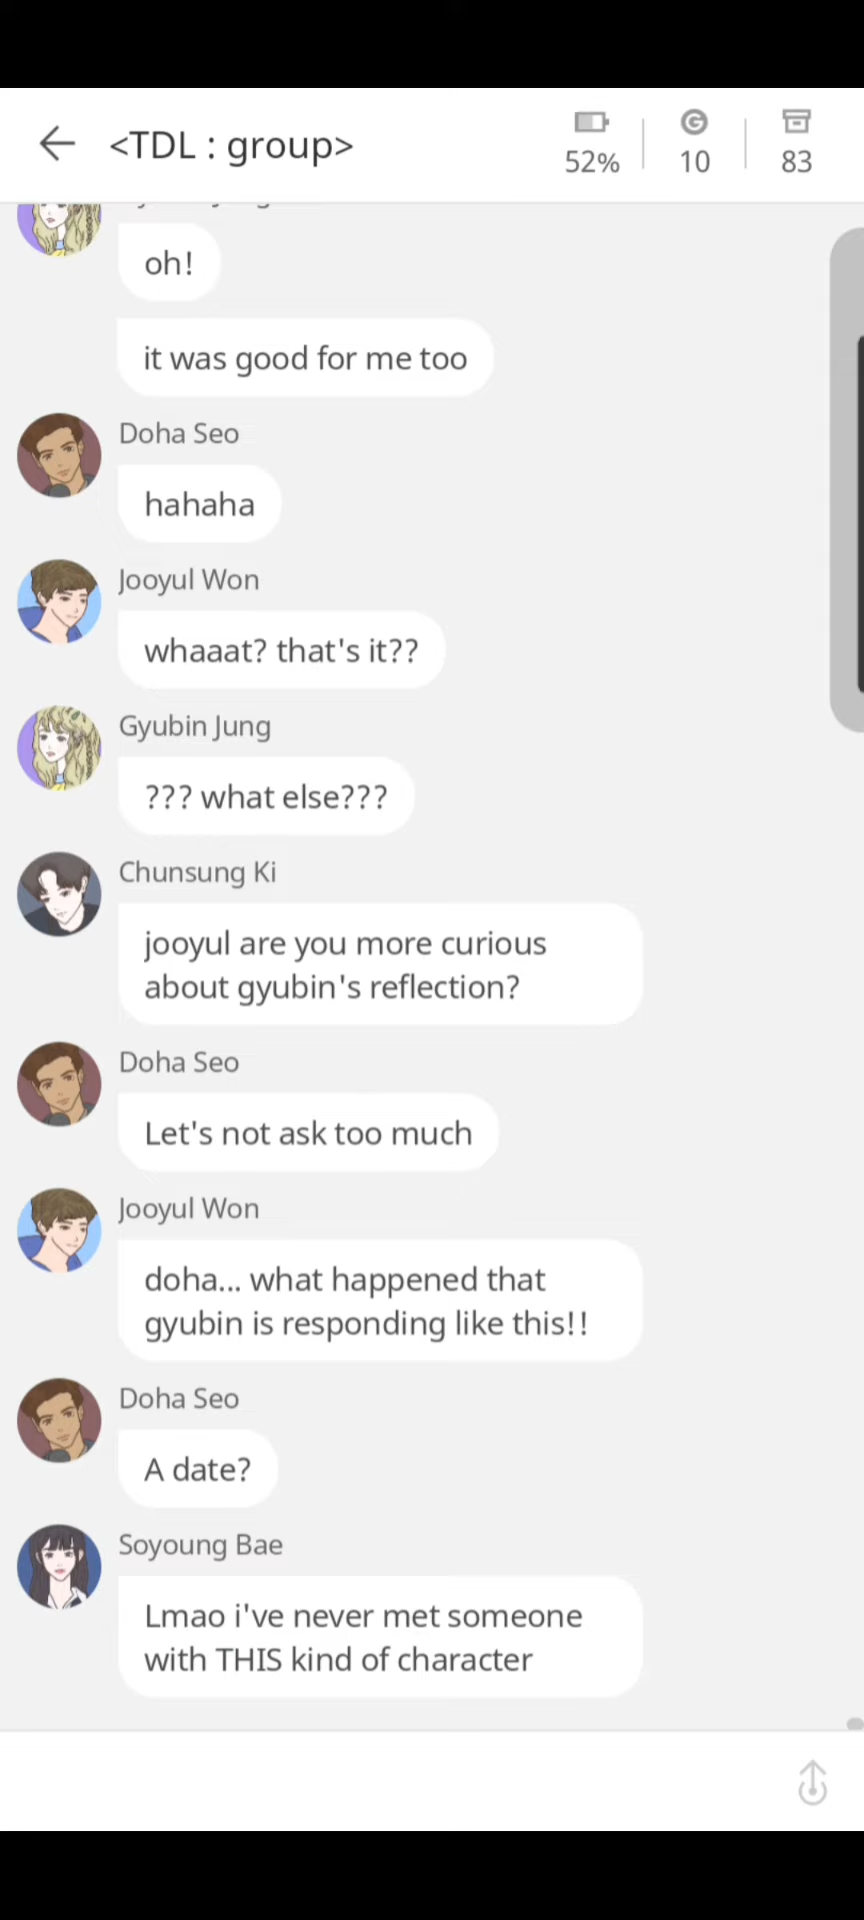 <TDL : group>
52%
10
83
oh!
it was good for me too
Doha Seo
hahaha
Jooyul Won
whaaat? that's it??
Gyubin Jung
??? what else???
Chunsung Ki
jooyul are you more curious
about gyubin's reflection?
Doha Seo
Let's not ask too much
Jooyul Won
doha... what happened that
gyubin is responding like this!!
Doha Seo
A date?
Soyoung Bae
Lmao i've never met someone
with THIS kind of character